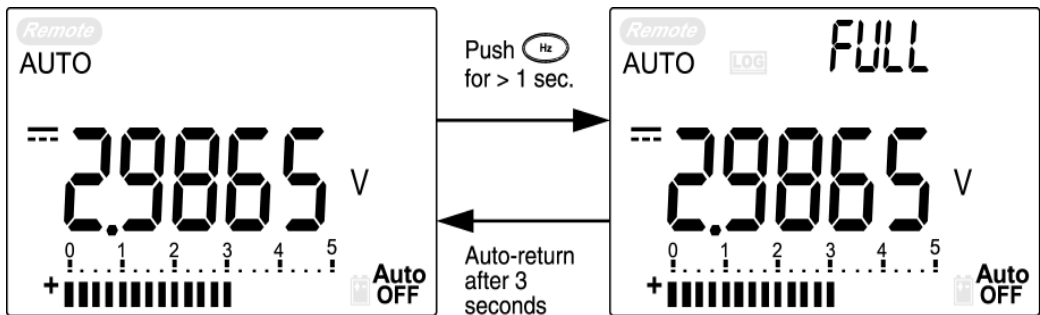 Remote
AUTO
2.9865 V
0 1 2 3 4 5
+
Auto
OFF
Push Hz
for > 1 sec.
Auto-return
after 3
seconds
Remote
AUTO LOG FULL
2.9865 V
0 1 2 3 4 5
+
Auto
OFF